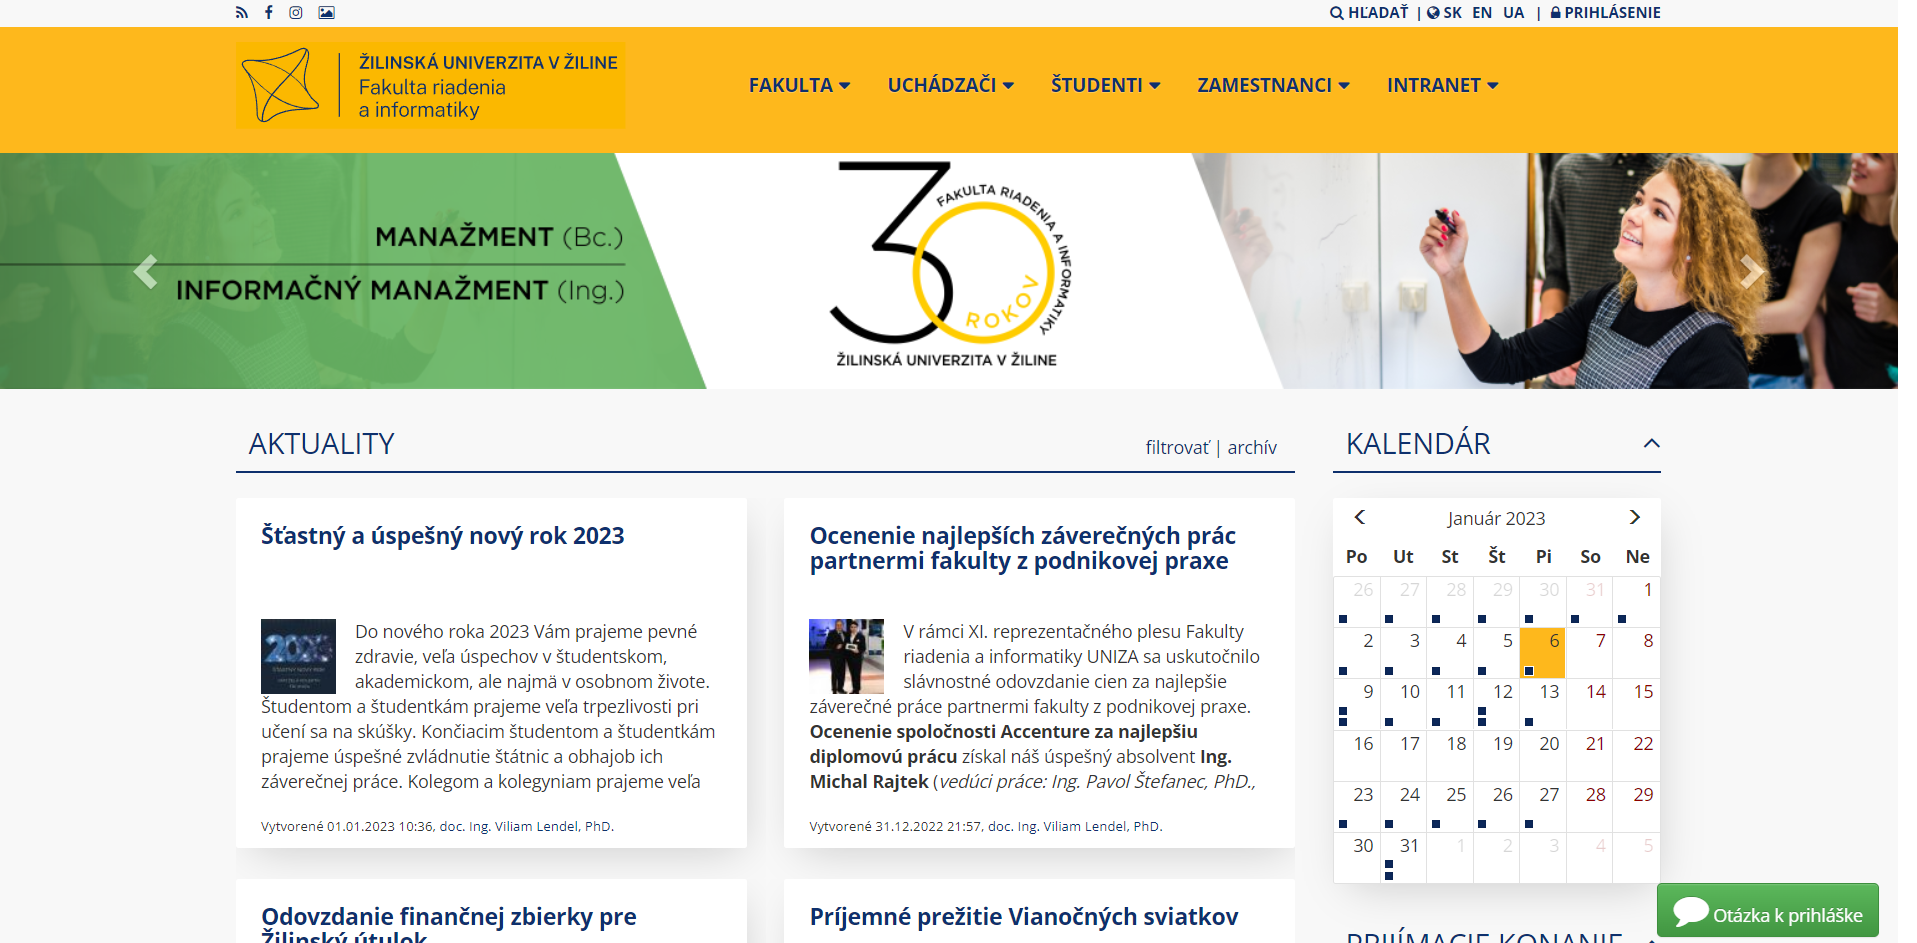 HĽADAŤ | SK EN UA | PRIHLÁSENIE
ŽILINSKÁ UNIVERZITA V ŽILINE
Fakulta riadenia
a informatiky
FAKULTA UCHÁDZAČI ŠTUDENTI ZAMESTNANCI INTRANET
MANAŽMENT (Bc.)
INFORMAČNÝ MANAŽMENT (Ing.)
30
FAKULTA RIADENIA A INFORMATIKY
ROKOV
ŽILINSKÁ UNIVERZITA V ŽILINE
AKTUALITY
filtrovať | archív
Šťastný a úspešný nový rok 2023
Do nového roka 2023 Vám prajeme pevné
zdravie, veľa úspechov v študentskom,
akademickom, ale najmä v osobnom živote.
Študentom a študentkám prajeme veľa trpezlivosti pri
učení sa na skúšky. Končiacim študentom a študentkám
prajeme úspešné zvládnutie štátnic a obhajob ich
záverečnej práce. Kolegom a kolegyniam prajeme veľa
Vytvorené 01.01.2023 10:36, doc. Ing. Viliam Lendel, PhD.
Ocenenie najlepších záverečných prác
partnermi fakulty z podnikovej praxe
V rámci XI. reprezentačného plesu Fakulty
riadenia a informatiky UNIZA sa uskutočnilo
slávnostné odovzdanie cien za najlepšie
záverečné práce partnermi fakulty z podnikovej praxe.
Ocenenie spoločnosti Accenture za najlepšiu
diplomovú prácu získal náš úspešný absolvent Ing.
Michal Rajtek (vedúci práce: Ing. Pavol Štefanec, PhD.,
Vytvorené 31.12.2022 21:57, doc. Ing. Viliam Lendel, PhD.
Odovzdanie finančnej zbierky pre
Žilinský útulok
Príjemné prežitie Vianočných sviatkov
KALENDÁR
Január 2023
Po Ut St Št Pi So Ne
26 27 28 29 30 31 1
2 3 4 5 6 7 8
9 10 11 12 13 14 15
16 17 18 19 20 21 22
23 24 25 26 27 28 29
30 31 1 2 3 4 5
PRIJÍMACIE KONANIE
Otázka k prihláške